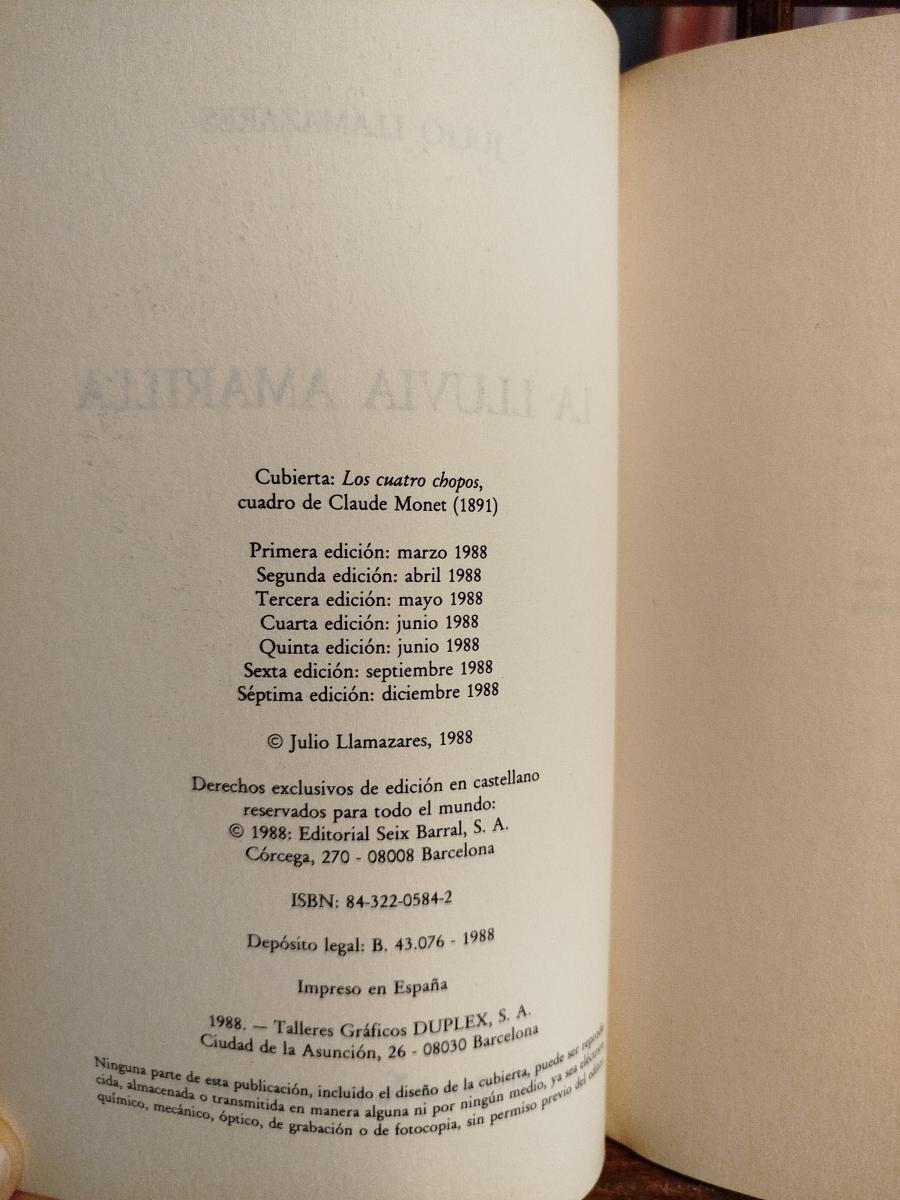 JULIO LLAMAZARES
LA LLUVIA AMARILLA
Cubierta: Los cuatro chopos,
cuadro de Claude Monet (1891)
Primera edición: marzo 1988
Segunda edición: abril 1988
Tercera edición: mayo 1988
Cuarta edición: junio 1988
Quinta edición: junio 1988
Sexta edición: septiembre 1988
Séptima edición: diciembre 1988
© Julio Llamazares, 1988
Derechos exclusivos de edición en castellano
reservados para todo el mundo:
© 1988: Editorial Seix Barral, S. A.
Córcega, 270 - 08008 Barcelona
ISBN: 84-322-0584-2
Depósito legal: B. 43.076 - 1988
Impreso en España
1988. — Talleres Gráficos DUPLEX, S. A.
Ciudad de la Asunción, 26 - 08030 Barcelona
Ninguna parte de esta publicación, incluido el diseño de la cubierta, puede ser reprodu-
cida, almacenada o transmitida en manera alguna ni por ningún medio, ya sea eléctrico,
químico, mecánico, óptico, de grabación o de fotocopia, sin permiso previo del editor.